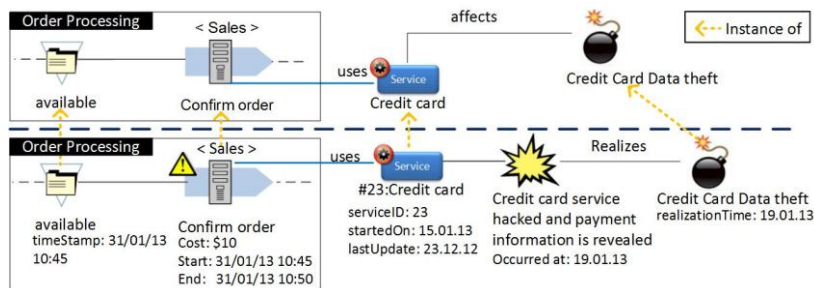 Order Processing
< Sales >
affects
Instance of
uses
Service
available
Confirm order
Credit card
Credit Card Data theft
Order Processing
<Sales>
uses
Service
Realizes
available
timeStamp: 31/01/13
10:45
Confirm order
Cost: $10
Start: 31/01/13 10:45
End: 31/01/13 10:50
#23:Credit card
serviceID: 23
startedOn: 15.01.13
lastUpdate: 23.12.12
Credit card service
hacked and payment
information is revealed
Occurred at: 19.01.13
Credit Card Data theft
realizationTime: 19.01.13